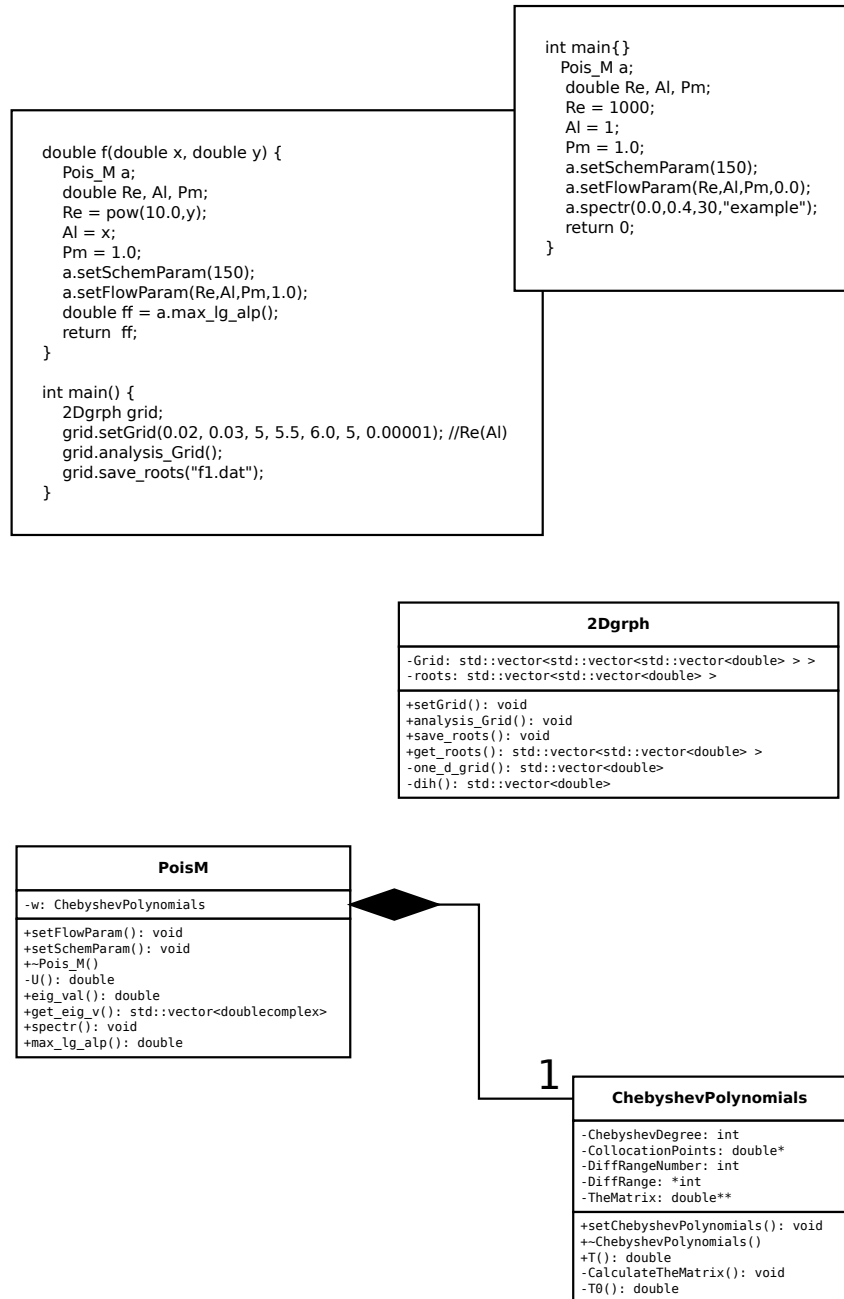 int main{}
Pois_M a;
double Re, Al, Pm;
Re = 1000;
Al = 1;
Pm = 1.0;
a.setSchemParam(150);
a.setFlowParam(Re,Al,Pm,0.0);
a.spectr(0.0,0.4,30,"example");
return 0;
}
double f(double x, double y) {
Pois_M a;
double Re, Al, Pm;
Re = pow(10.0,y);
Al = x;
Pm = 1.0;
a.setSchemParam(150);
a.setFlowParam(Re,Al,Pm,1.0);
double ff = a.max_lg_alp();
return ff;
}
int main() {
2Dgrph grid;
grid.setGrid(0.02, 0.03, 5, 5.5, 6.0, 5, 0.00001); //Re(Al)
grid.analysis_Grid();
grid.save_roots("f1.dat");
}
2Dgrph
-Grid: std::vector<std::vector<std::vector<double> > >
-roots: std::vector<std::vector<double> >
+setGrid(): void
+analysis_Grid(): void
+save_roots(): void
+get_roots(): std::vector<std::vector<double> >
-one_d_grid(): std::vector<double>
-dih(): std::vector<double>
PoisM
-w: ChebyshevPolynomials
+setFlowParam(): void
+setSchemParam(): void
+~Pois_M()
-U(): double
+eig_val(): double
+get_eig_v(): std::vector<doublecomplex>
+spectr(): void
+max_lg_alp(): double
1
ChebyshevPolynomials
-ChebyshevDegree: int
-CollocationPoints: double*
-DiffRangeNumber: int
-DiffRange: *int
-TheMatrix: double**
+setChebyshevPolynomials(): void
+~ChebyshevPolynomials()
+T(): double
-CalculateTheMatrix(): void
-T0(): double